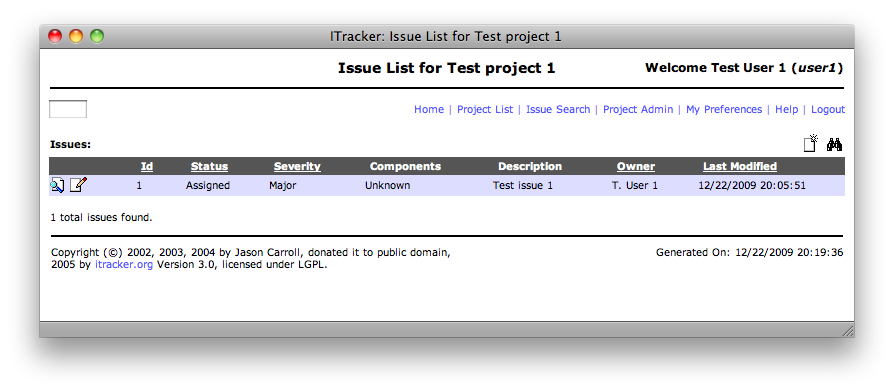 ITracker: Issue List for Test project 1
Issue List for Test project 1 Welcome Test User 1 (user1)
Home | Project List | Issue Search | Project Admin | My Preferences | Help | Logout
Issues:
Id Status Severity Components Description Owner Last Modified
1 Assigned Major Unknown Test issue 1 T. User 1 12/22/2009 20:05:51
1 total issues found.
Copyright (©) 2002, 2003, 2004 by Jason Carroll, donated it to public domain, Generated On: 12/22/2009 20:19:36
2005 by itracker.org Version 3.0, licensed under LGPL.